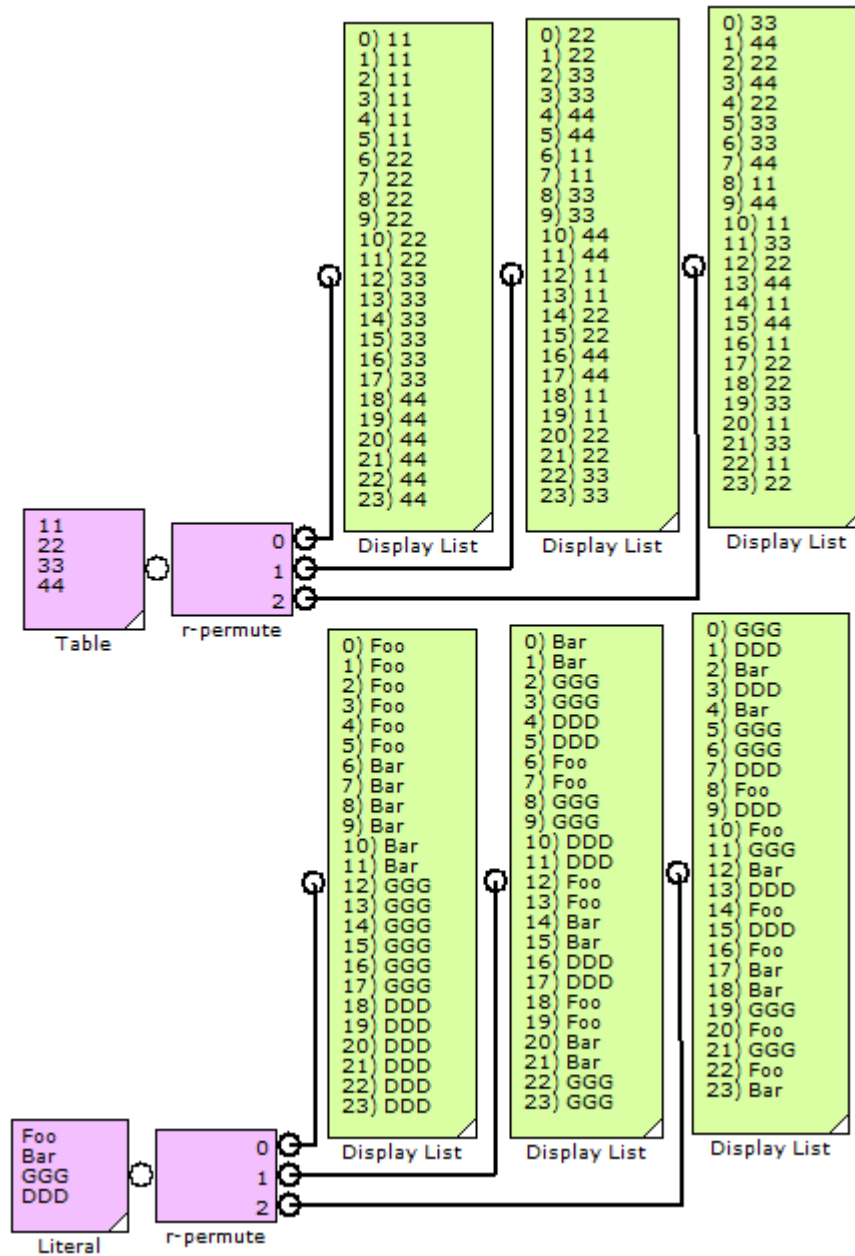 0) 11
1) 11
2) 11
3) 11
4) 11
5) 11
6) 22
7) 22
8) 22
9) 22
10) 22
11) 22
12) 33
13) 33
14) 33
15) 33
16) 33
17) 33
18) 44
19) 44
20) 44
21) 44
22) 44
23) 44
Display List
0) 22
1) 22
2) 33
3) 33
4) 44
5) 44
6) 11
7) 11
8) 33
9) 33
10) 44
11) 44
12) 11
13) 11
14) 22
15) 22
16) 44
17) 44
18) 11
19) 11
20) 22
21) 22
22) 33
23) 33
Display List
0) 33
1) 44
2) 22
3) 44
4) 22
5) 33
6) 33
7) 44
8) 11
9) 44
10) 11
11) 33
12) 22
13) 44
14) 11
15) 44
16) 11
17) 22
18) 22
19) 33
20) 11
21) 33
22) 11
23) 22
Display List
11
22
33
44
Table
0
1
2
r-permute
0) Foo
1) Foo
2) Foo
3) Foo
4) Foo
5) Foo
6) Bar
7) Bar
8) Bar
9) Bar
10) Bar
11) Bar
12) GGG
13) GGG
14) GGG
15) GGG
16) GGG
17) GGG
18) DDD
19) DDD
20) DDD
21) DDD
22) DDD
23) DDD
Display List
0) Bar
1) Bar
2) GGG
3) GGG
4) DDD
5) DDD
6) Foo
7) Foo
8) GGG
9) GGG
10) DDD
11) DDD
12) Foo
13) Foo
14) Bar
15) Bar
16) DDD
17) DDD
18) Foo
19) Foo
20) Bar
21) Bar
22) GGG
23) GGG
Display List
0) GGG
1) DDD
2) Bar
3) DDD
4) Bar
5) GGG
6) GGG
7) DDD
8) Foo
9) DDD
10) Foo
11) GGG
12) Bar
13) DDD
14) Foo
15) DDD
16) Foo
17) Bar
18) Bar
19) GGG
20) Foo
21) GGG
22) Foo
23) Bar
Display List
Foo
Bar
GGG
DDD
Literal
0
1
2
r-permute